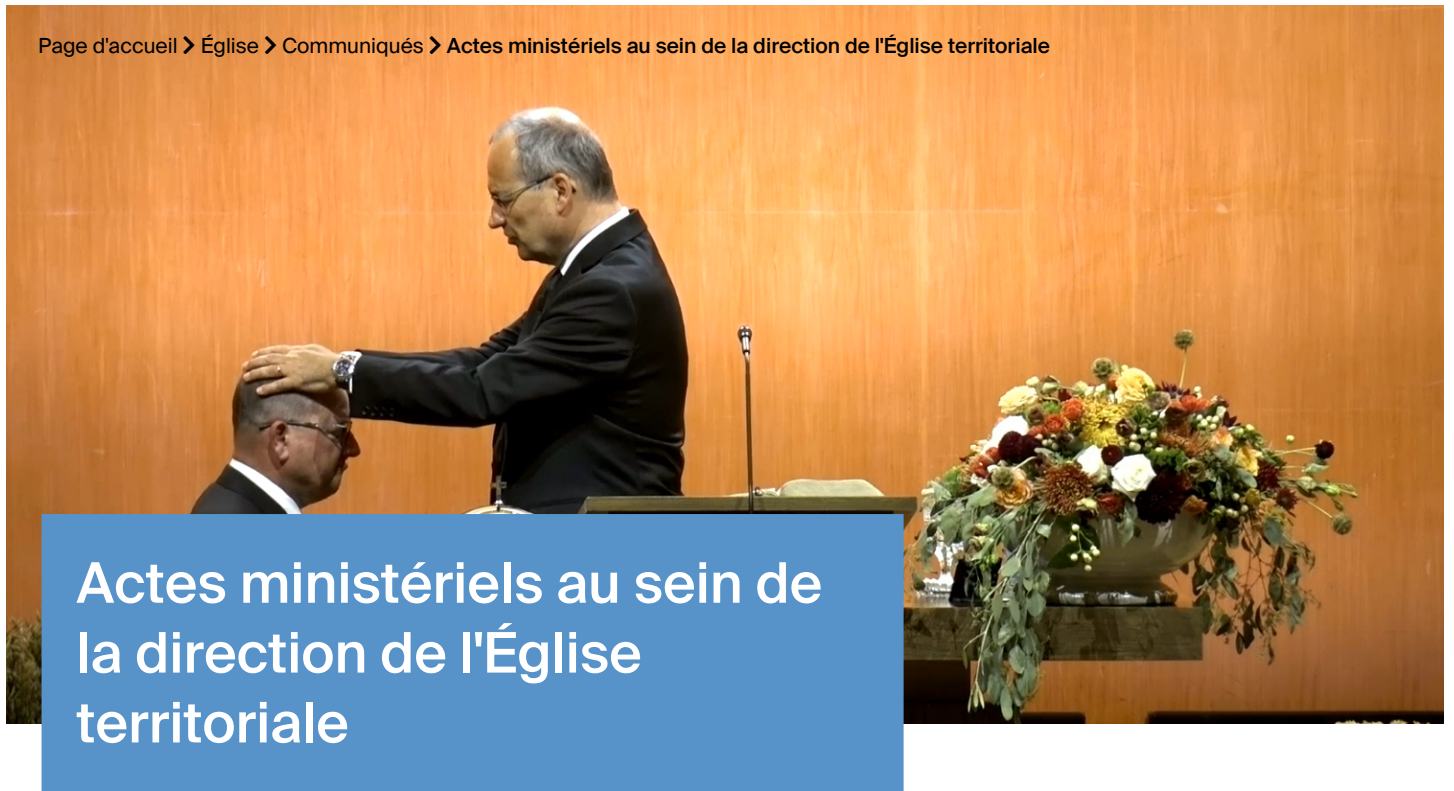 Page d'accueil > Église > Communiqués > Actes ministériels au sein de la direction de l'Église territoriale
Actes ministériels au sein de
la direction de l'Église
territoriale